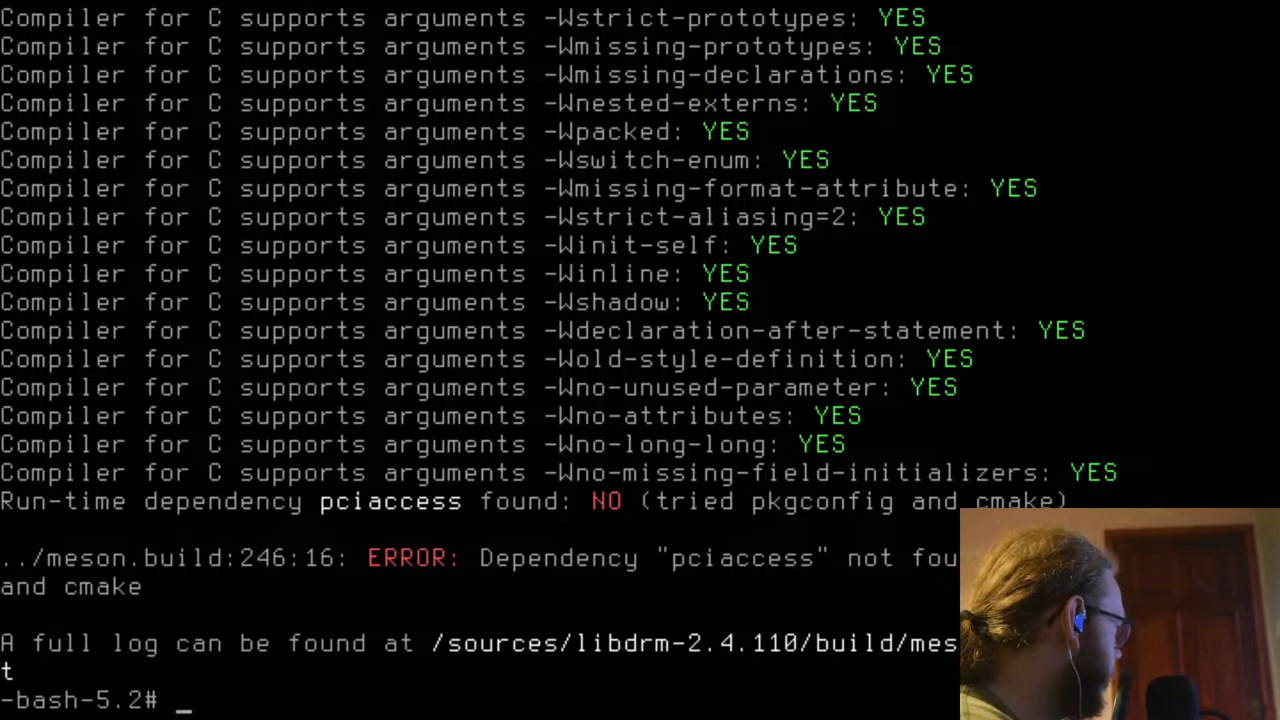 Compiler for C supports arguments -Wstrict-prototypes: YES
Compiler for C supports arguments -Wmissing-prototypes: YES
Compiler for C supports arguments -Wmissing-declarations: YES
Compiler for C supports arguments -Wnested-externs: YES
Compiler for C supports arguments -Wpacked: YES
Compiler for C supports arguments -Wswitch-enum: YES
Compiler for C supports arguments -Wmissing-format-attribute: YES
Compiler for C supports arguments -Wstrict-aliasing=2: YES
Compiler for C supports arguments -Winit-self: YES
Compiler for C supports arguments -Winline: YES
Compiler for C supports arguments -Wshadow: YES
Compiler for C supports arguments -Wdeclaration-after-statement: YES
Compiler for C supports arguments -Wold-style-definition: YES
Compiler for C supports arguments -Wno-unused-parameter: YES
Compiler for C supports arguments -Wno-attributes: YES
Compiler for C supports arguments -Wno-long-long: YES
Compiler for C supports arguments -Wno-missing-field-initializers: YES
Run-time dependency pciaccess found: NO (tried pkgconfig and cmake)
../meson.build:246:16: ERROR: Dependency "pciaccess" not fou
and cmake
A full log can be found at /sources/libdrm-2.4.110/build/mes
t
-bash-5.2# _